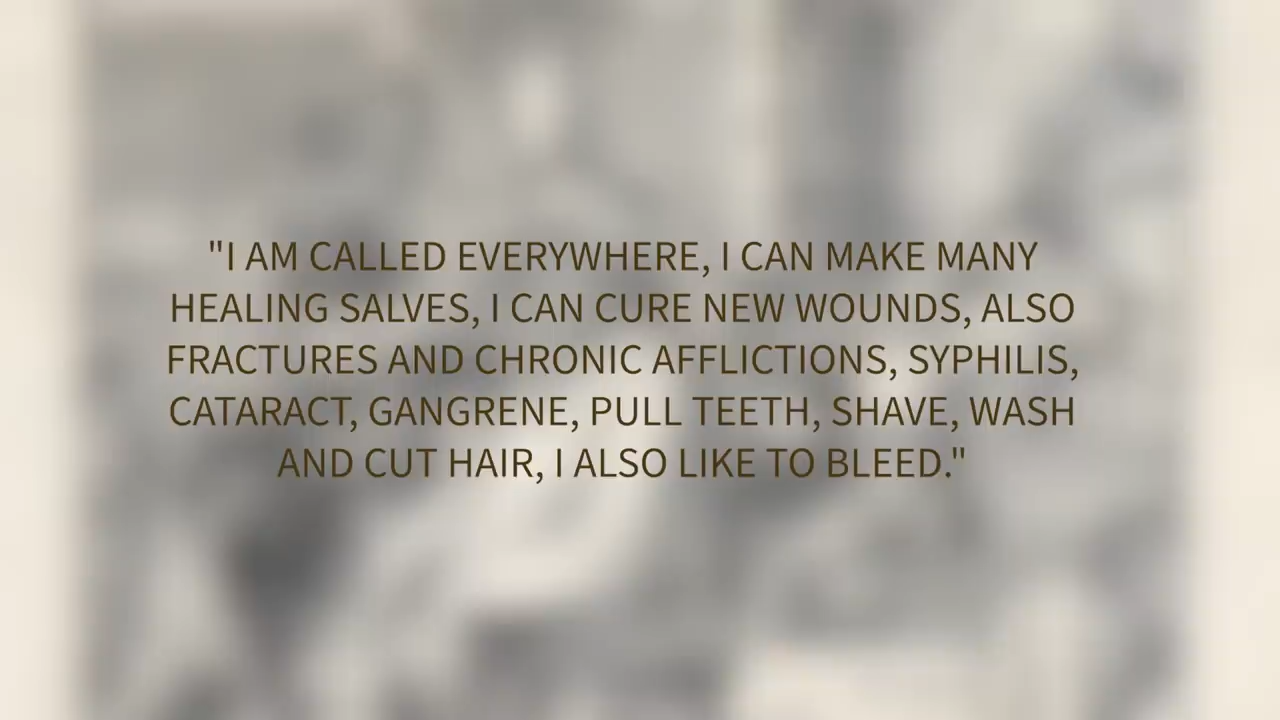 "I AM CALLED EVERYWHERE, I CAN MAKE MANY
HEALING SALVES, I CAN CURE NEW WOUNDS, ALSO
FRACTURES AND CHRONIC AFFLICTIONS, SYPHILIS,
CATARACT, GANGRENE, PULL TEETH, SHAVE, WASH
AND CUT HAIR, I ALSO LIKE TO BLEED."